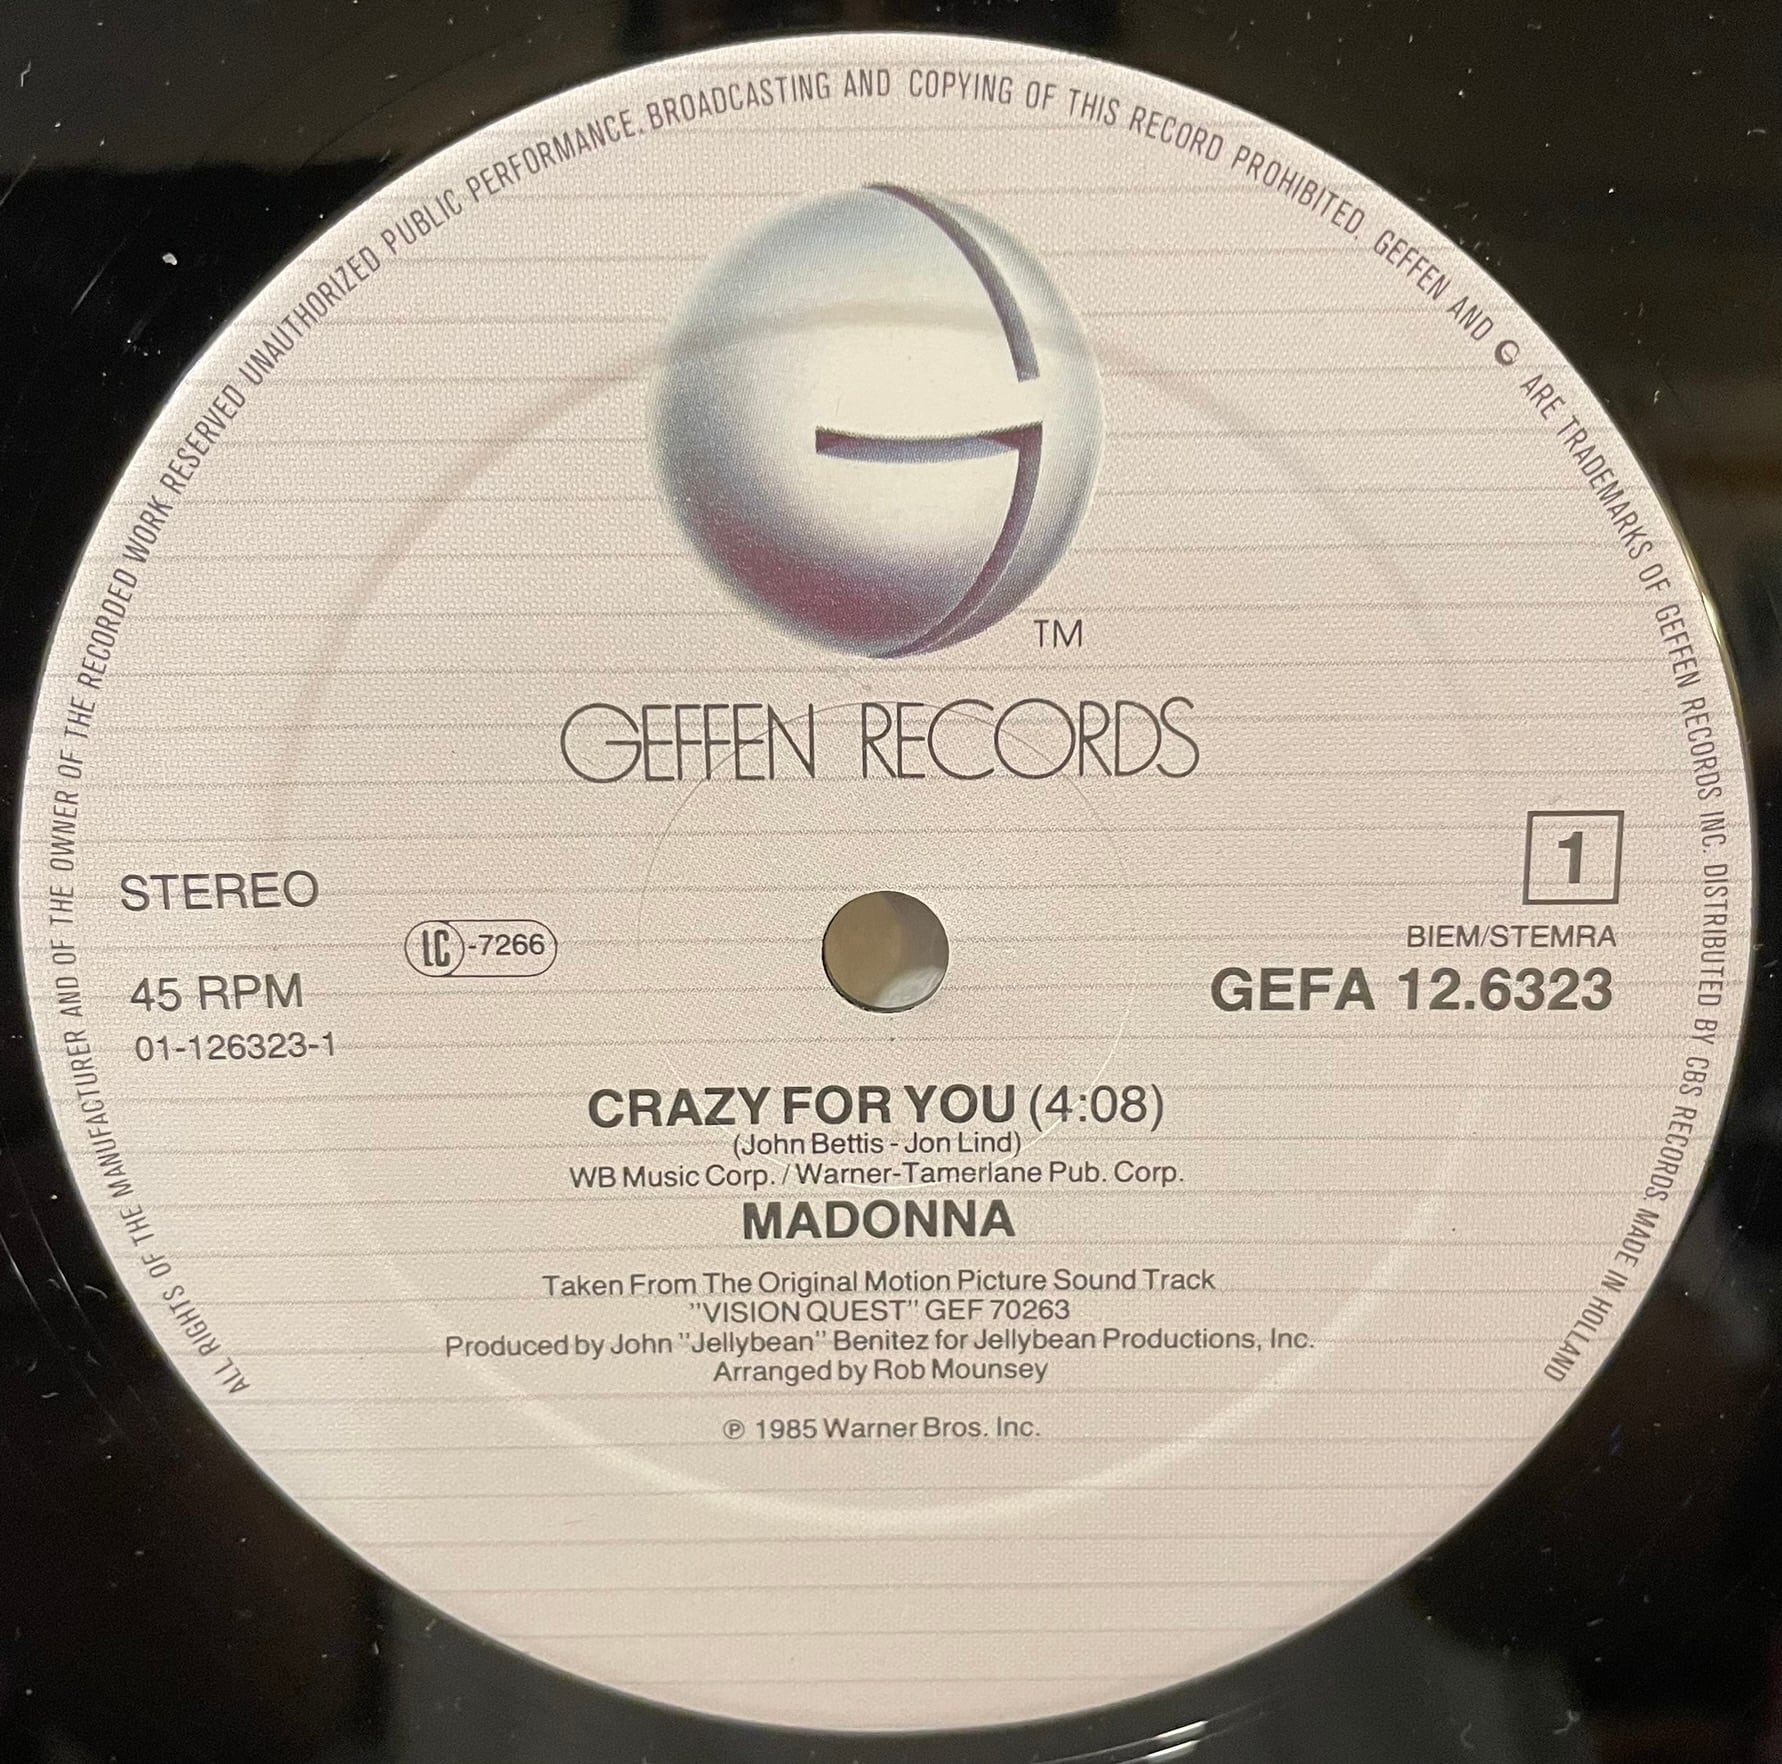 ALL RIGHTS OF THE MANUFACTURER AND OF THE OWNER OF THE RECORDED WORK RESERVED UNAUTHORIZED PUBLIC PERFORMANCE. BROADCASTING AND COPYING OF THIS RECORD PROHIBITED. GEFFEN AND G ARE TRADEMARKS OF GEFFEN RECORDS INC. DISTRIBUTED BY CBS RECORDS. MADE IN HOLLAND
G
TM
GEFFEN RECORDS
STEREO
LC-7266
45 RPM
01-126323-1
1
BIEM/STEMRA
GEFA 12.6323
CRAZY FOR YOU (4:08)
(John Bettis - Jon Lind)
WB Music Corp. / Warner-Tamerlane Pub. Corp.
MADONNA
Taken From The Original Motion Picture Sound Track
"VISION QUEST" GEF 70263
Produced by John "Jellybean" Benitez for Jellybean Productions, Inc.
Arranged by Rob Mounsey
℗ 1985 Warner Bros. Inc.